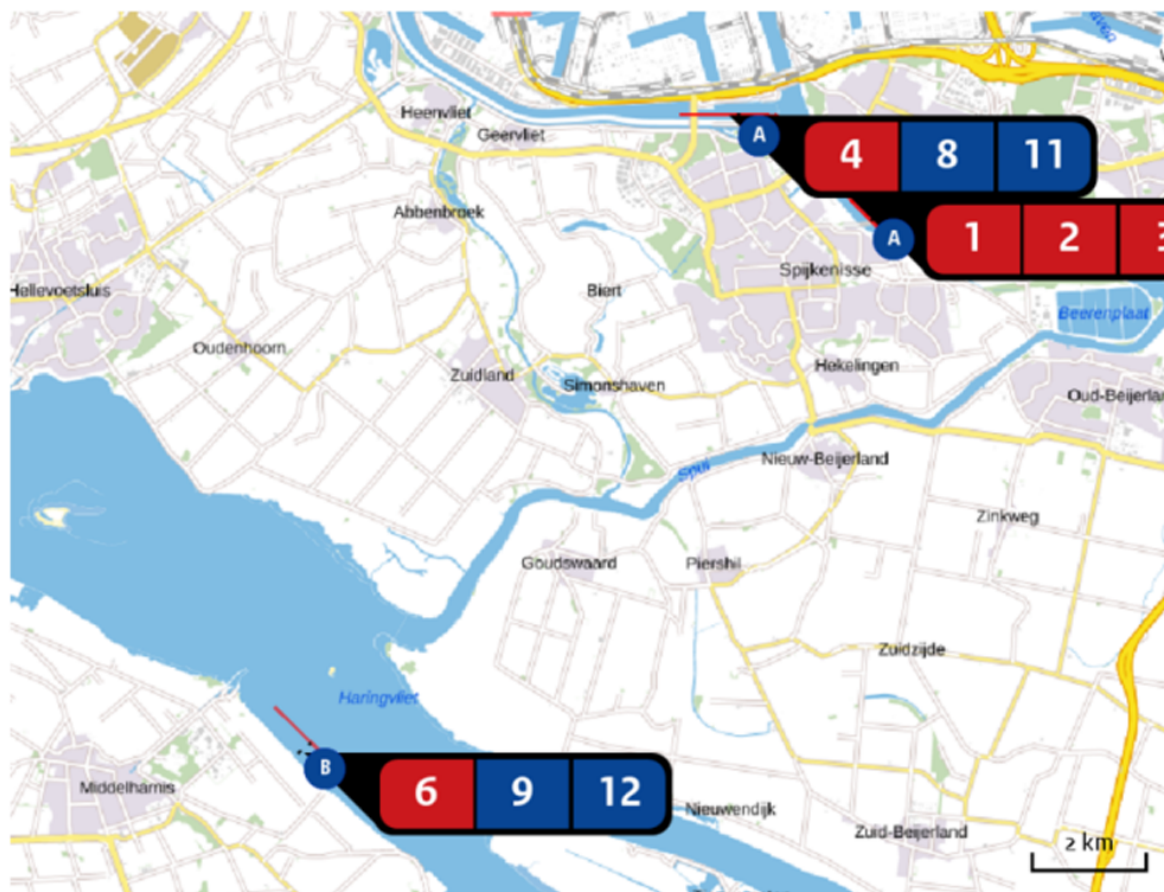 Heenvliet
Geervliet
A 4 8 11
Abbenbroek
A 1 2
Spijkenisse
Hellevoetsluis
Biert
Beerenplaat
Oudenhoorn
Zuidland
Simonshaven
Hekelingen
Oud-Beijerlan
Spui
Nieuw-Beijerland
Zinkweg
Goudswaard
Piershil
Zuidzijde
Haringvliet
B 6 9 12
Middelharnis
Nieuwendijk
Zuid-Beijerland
2 km